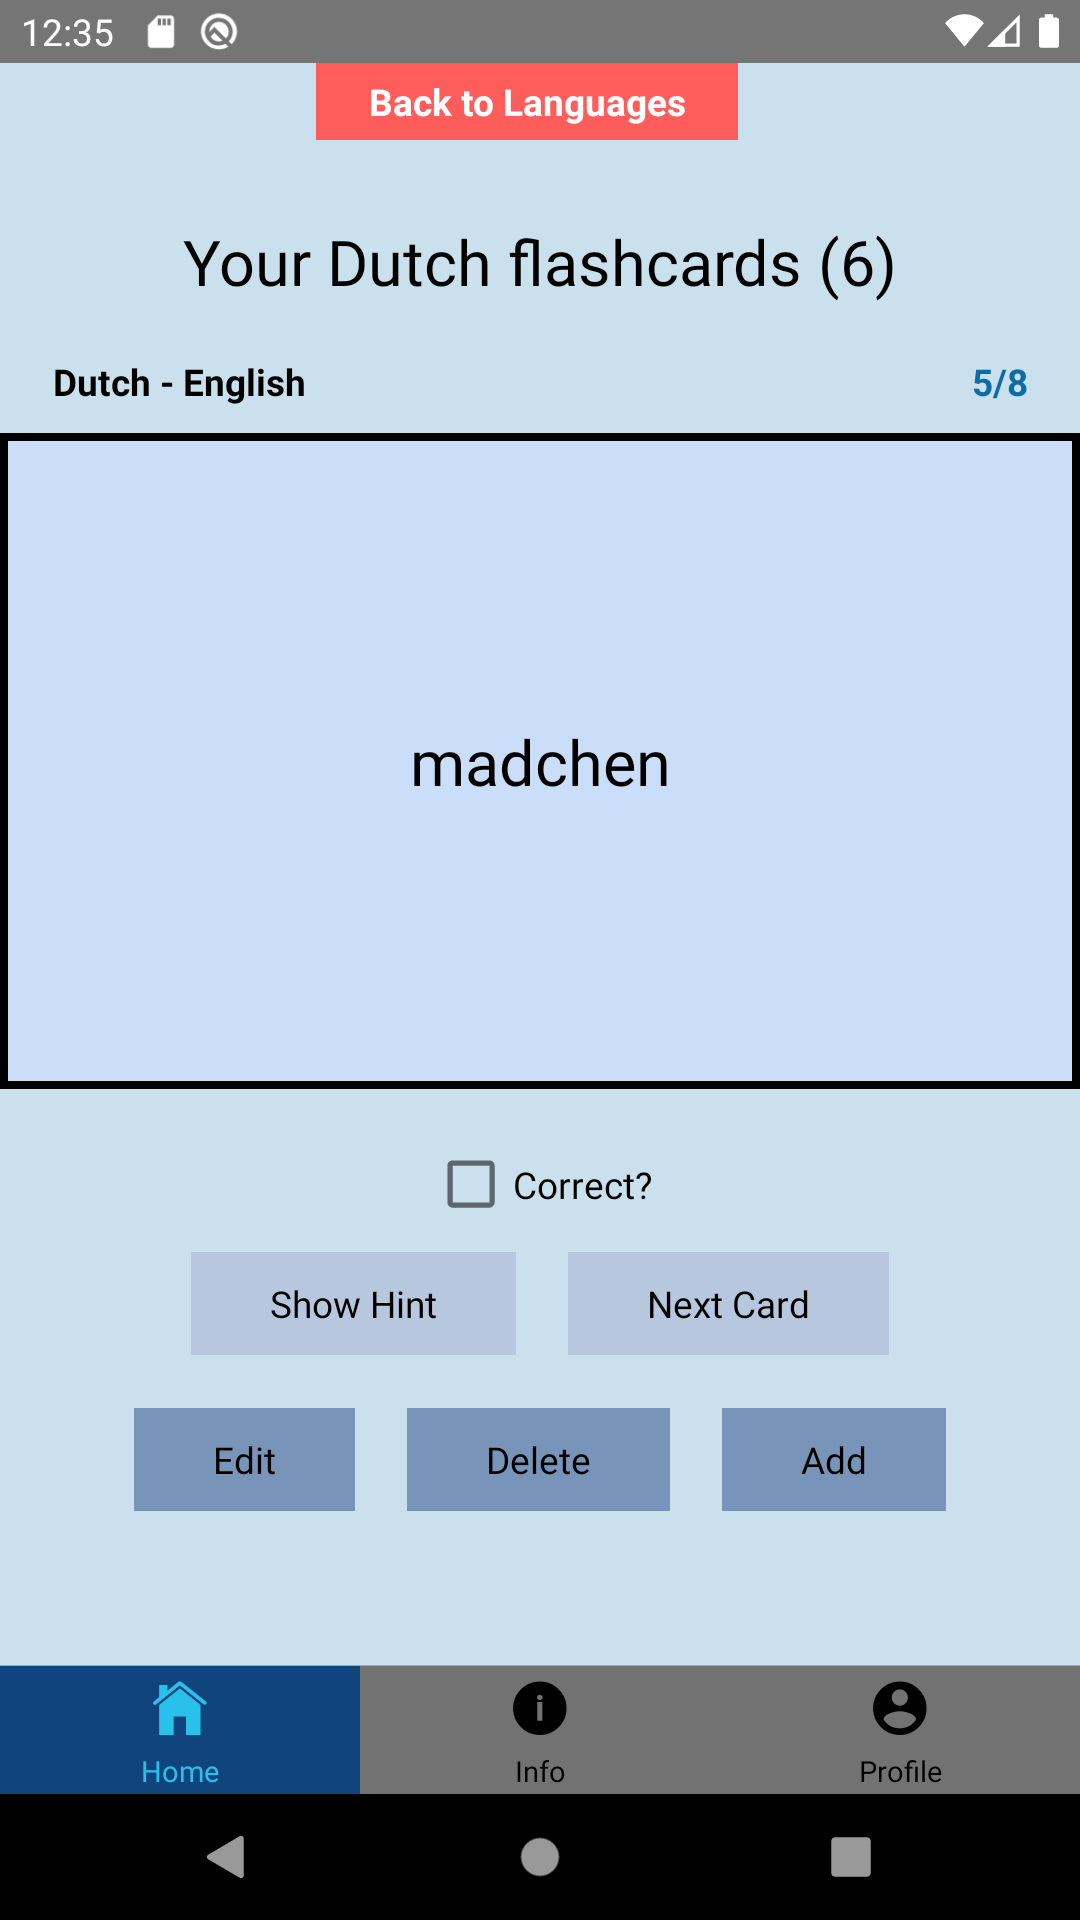 12:35
Back to Languages
Your Dutch flashcards (6)
Dutch - English
5/8
madchen
Correct?
Show Hint
Next Card
Edit
Delete
Add
Home
Info
Profile